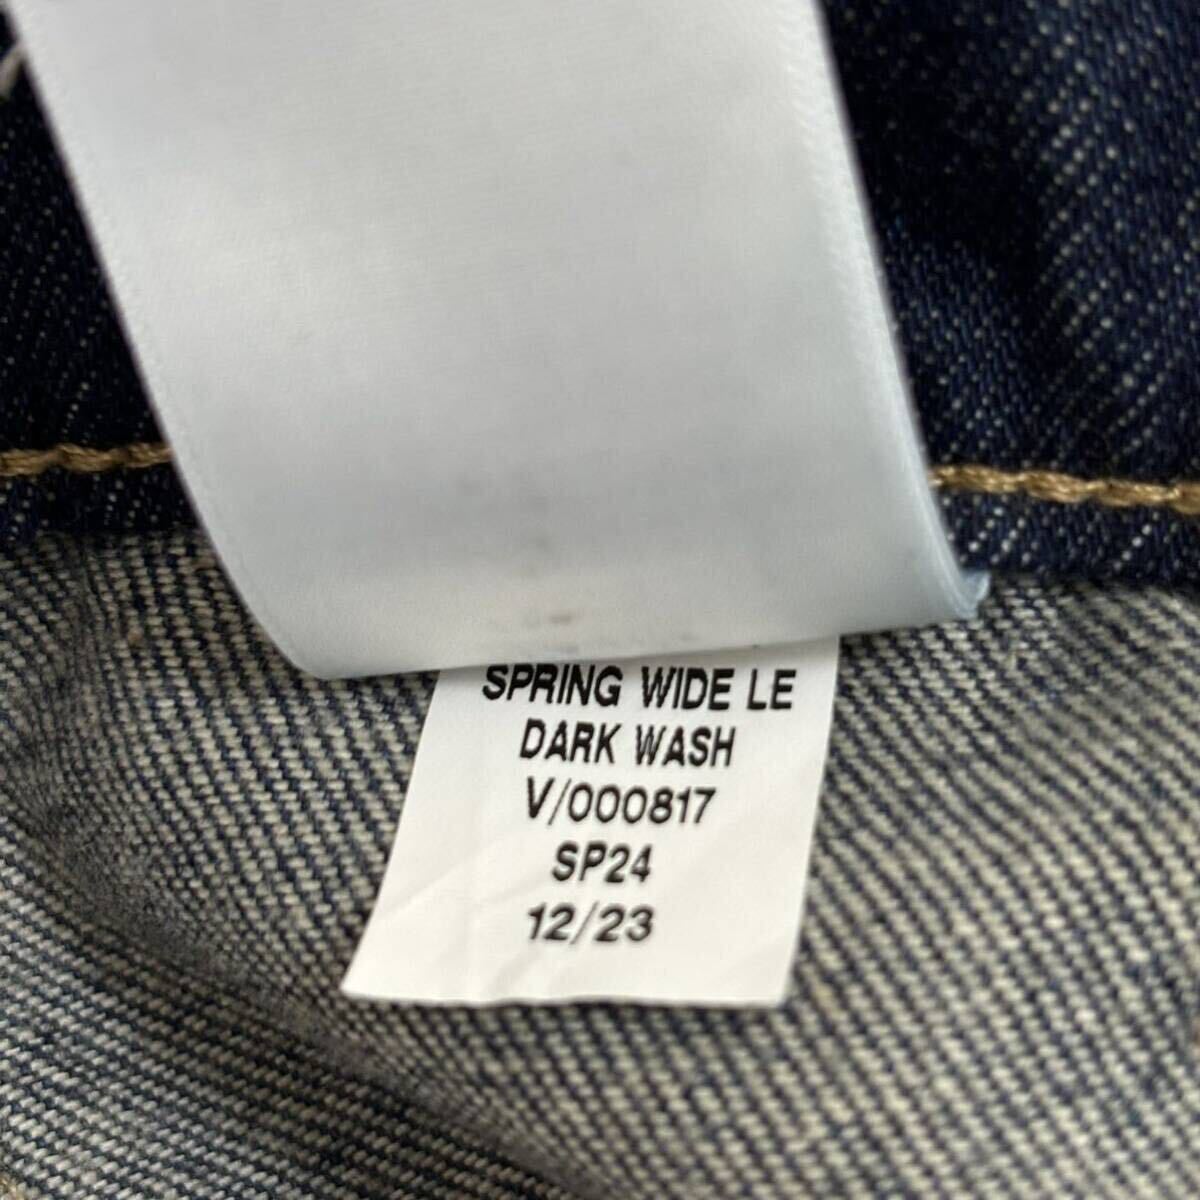 SPRING WIDE LE
DARK WASH
V/000817
SP24
12/23